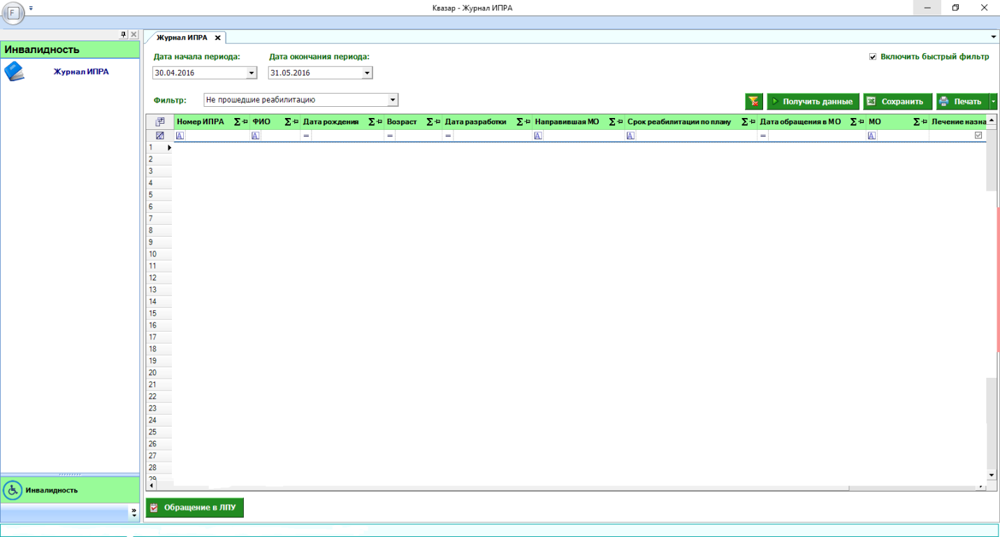 F
Квазар - Журнал ИПРА
Инвалидность
Журнал ИПРА
Журнал ИПРА
Дата начала периода: Дата окончания периода:
Включить быстрый фильтр
30.04.2016 31.05.2016
Фильтр: Не прошедшие реабилитацию
Получить данные Сохранить Печать
Номер ИПРА Σ ФИО Σ Дата рождения Σ Возраст Σ Дата разработки Σ Направившая МО Σ Срок реабилитации по плану Σ Дата обращения в МО Σ МО Σ Лечение назна
A A = = = A A = A
1
2
3
4
5
6
7
8
9
10
11
12
13
14
15
16
17
18
19
20
21
22
23
24
25
26
27
28
29
Инвалидность
Обращение в ЛПУ